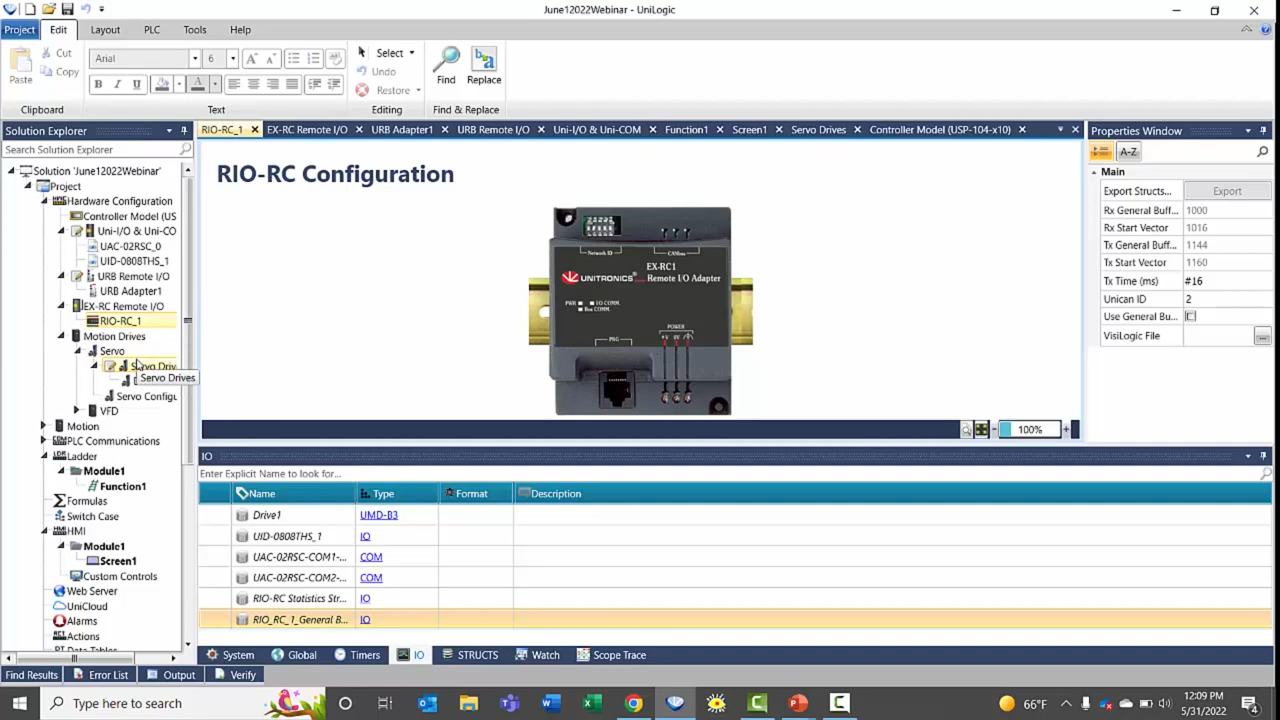 June12022Webinar - UniLogic
Project Edit Layout PLC Tools Help
Paste Cut Copy Arial 6 Select Undo Restore Find Replace
B I U A
Clipboard Text Editing Find & Replace
Solution Explorer
Search Solution Explorer
Solution 'June12022Webinar'
Project
Hardware Configuration
Controller Model (US
Uni-I/O & Uni-CO
UAC-02RSC_0
UID-0808THS_1
URB Remote I/O
URB Adapter1
EX-RC Remote I/O
RIO-RC_1
Motion Drives
Servo
Servo Driv
Servo Drives
Servo Configu
VFD
Motion
PLC Communications
Ladder
Module1
Function1
Formulas
Switch Case
HMI
Module1
Screen1
Custom Controls
Web Server
UniCloud
Alarms
Actions
Data Tables
RIO-RC_1 EX-RC Remote I/O URB Adapter1 URB Remote I/O Uni-I/O & Uni-COM Function1 Screen1 Servo Drives Controller Model (USP-104-x10)
RIO-RC Configuration
Network ID CANbus
EX-RC1
UNITRONICS Remote I/O Adapter
PWR I/O COMM.
Bus COMM.
POWER
+V 0V
PRG
100%
Properties Window
A-Z
Main
Export Structs... Export
Rx General Buff... 1000
Rx Start Vector 1016
Tx General Buff... 1144
Tx Start Vector 1160
Tx Time (ms) #16
Unican ID 2
Use General Bu...
VisiLogic File ...
IO
Enter Explicit Name to look for...
Name Type Format Description
Drive1 UMD-B3
UID-0808THS_1 IO
UAC-02RSC-COM1-... COM
UAC-02RSC-COM2-... COM
RIO-RC Statistics Str... IO
RIO_RC_1_General B... IO
System Global Timers IO STRUCTS Watch Scope Trace
Find Results Error List Output Verify
Type here to search
66°F
12:09 PM
5/31/2022
4